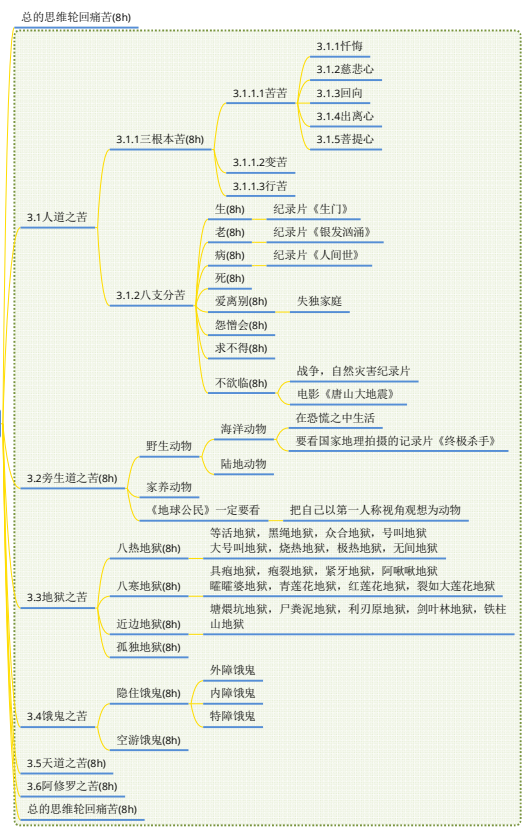 总的思维轮回痛苦(8h)
3.1人道之苦
3.1.1三根本苦(8h)
3.1.1.1苦苦
3.1.1忏悔
3.1.2慈悲心
3.1.3回向
3.1.4出离心
3.1.5菩提心
3.1.1.2变苦
3.1.1.3行苦
3.1.2八支分苦
生(8h)
纪录片《生门》
老(8h)
纪录片《银发汹涌》
病(8h)
纪录片《人间世》
死(8h)
爱离别(8h)
失独家庭
怨憎会(8h)
求不得(8h)
不欲临(8h)
战争，自然灾害纪录片
电影《唐山大地震》
3.2旁生道之苦(8h)
野生动物
海洋动物
在恐慌之中生活
要看国家地理拍摄的记录片《终极杀手》
陆地动物
家养动物
《地球公民》一定要看
把自己以第一人称视角观想为动物
3.3地狱之苦
八热地狱(8h)
等活地狱，黑绳地狱，众合地狱，号叫地狱
大号叫地狱，烧热地狱，极热地狱，无间地狱
八寒地狱(8h)
具疱地狱，疱裂地狱，紧牙地狱，阿啾啾地狱
矐矐婆地狱，青莲花地狱，红莲花地狱，裂如大莲花地狱
近边地狱(8h)
塘煨坑地狱，尸粪泥地狱，利刃原地狱，剑叶林地狱，铁柱
山地狱
孤独地狱(8h)
3.4饿鬼之苦
隐住饿鬼(8h)
外障饿鬼
内障饿鬼
特障饿鬼
空游饿鬼(8h)
3.5天道之苦(8h)
3.6阿修罗之苦(8h)
总的思维轮回痛苦(8h)